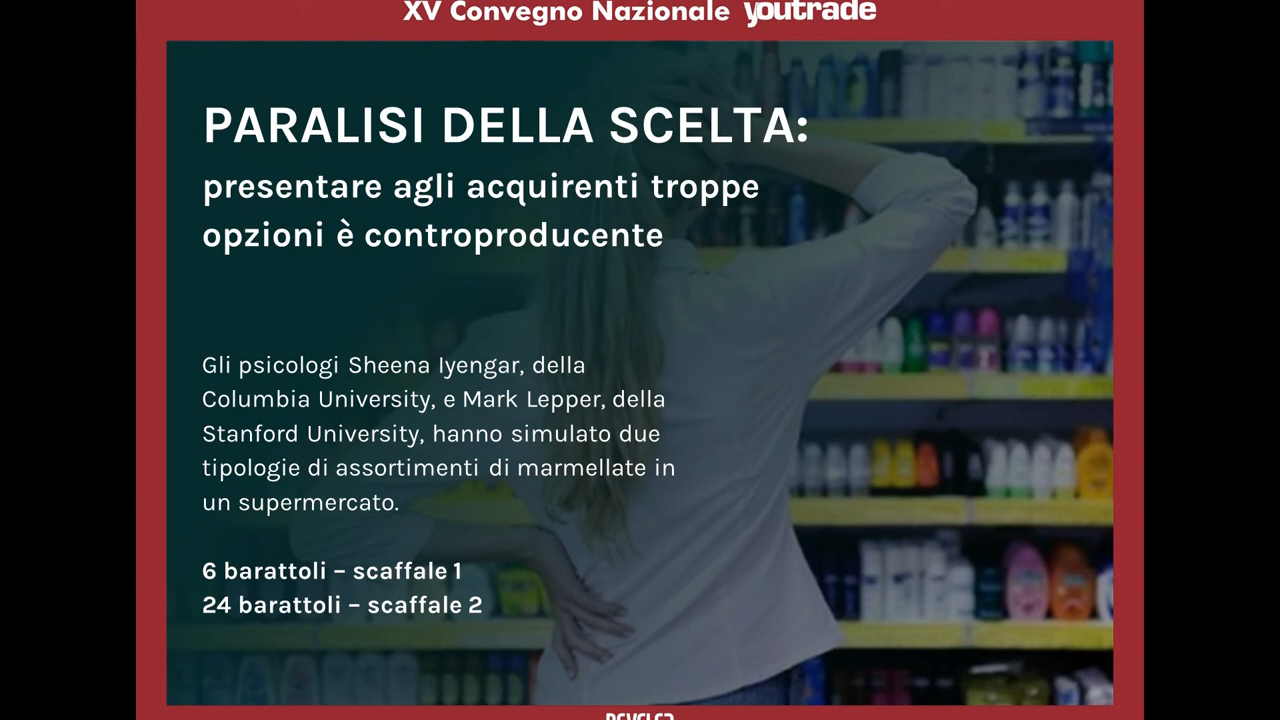 XV Convegno Nazionale youtrade
PARALISI DELLA SCELTA:
presentare agli acquirenti troppe
opzioni è controproducente
Gli psicologi Sheena Iyengar, della
Columbia University, e Mark Lepper, della
Stanford University, hanno simulato due
tipologie di assortimenti di marmellate in
un supermercato.
6 barattoli – scaffale 1
24 barattoli – scaffale 2